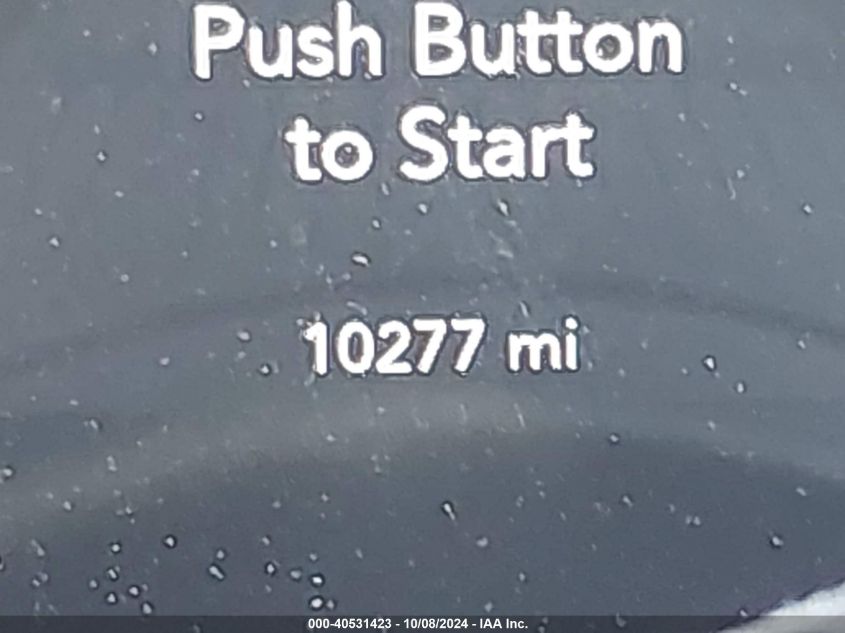 Push Button
to Start
10277 mi
000-40531423 - 10/08/2024 - IAA Inc.